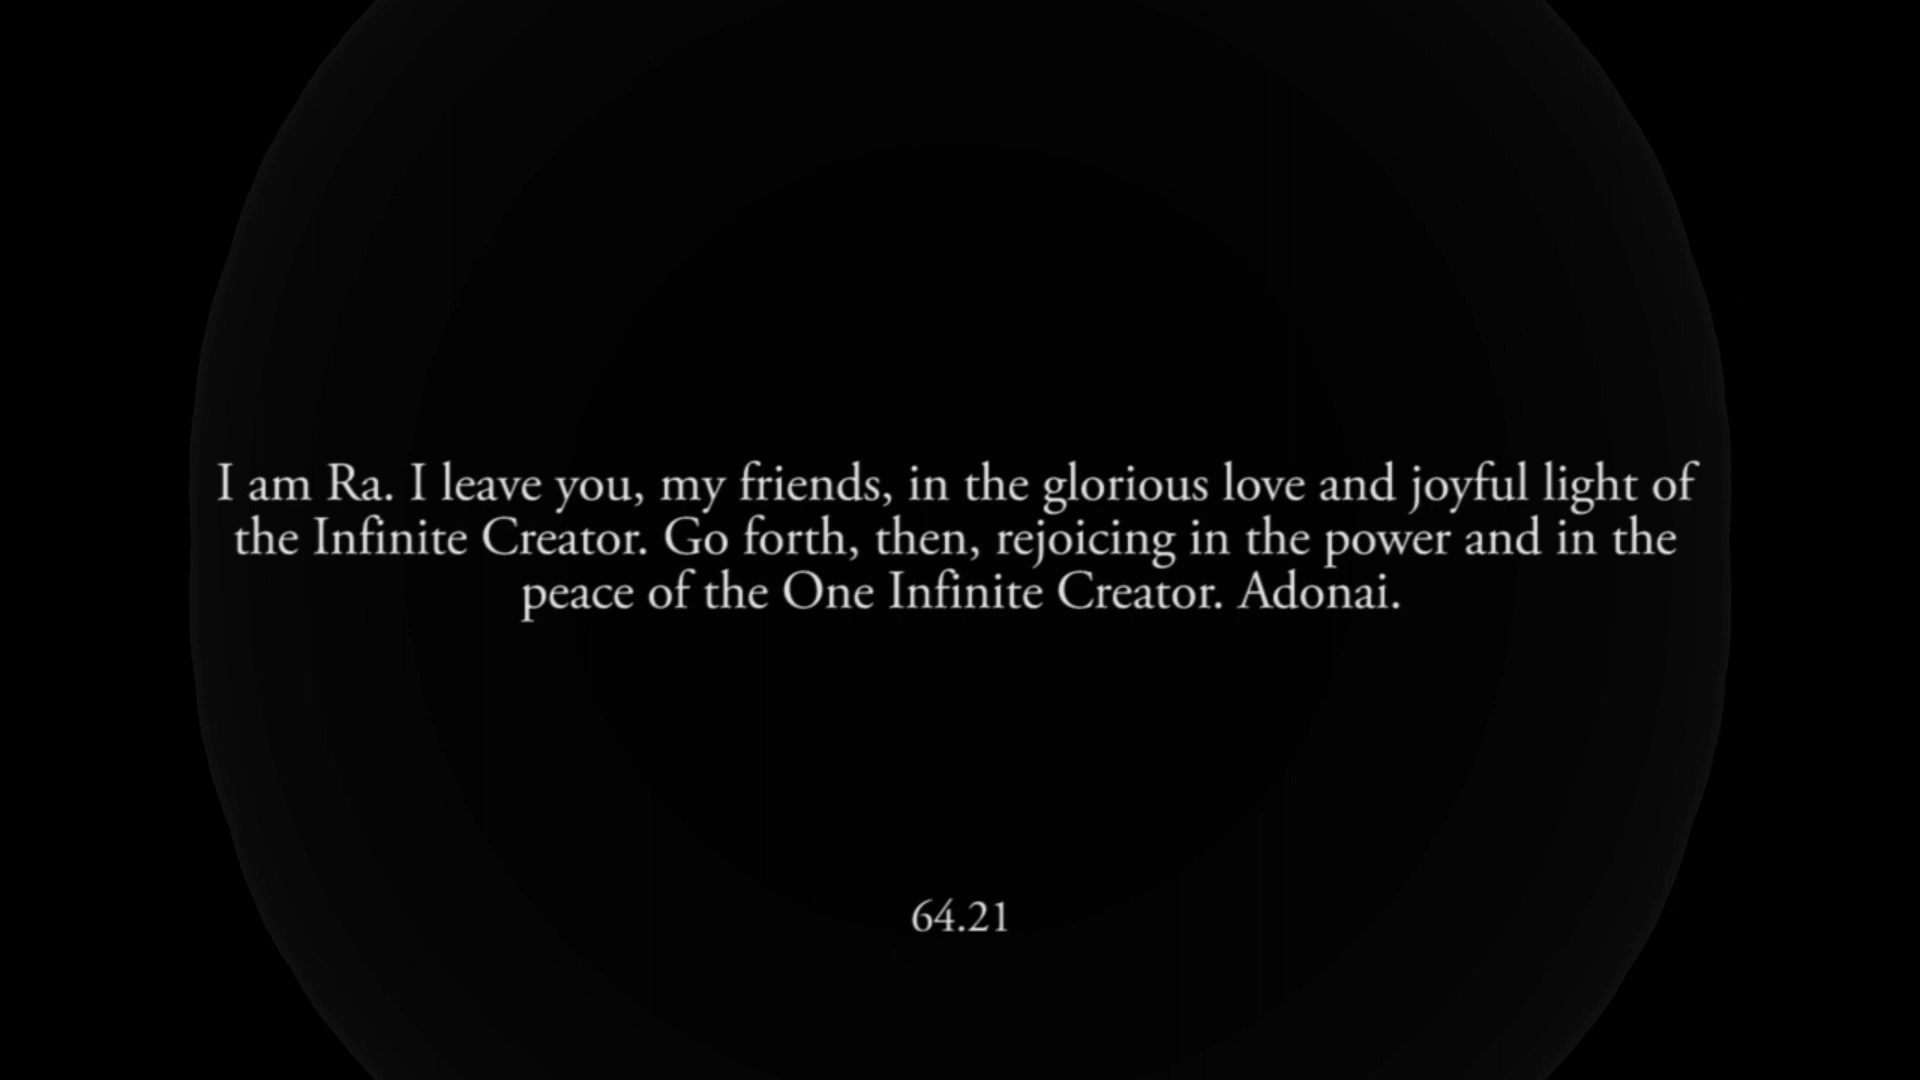 I am Ra. I leave you, my friends, in the glorious love and joyful light of
the Infinite Creator. Go forth, then, rejoicing in the power and in the
peace of the One Infinite Creator. Adonai.
64.21